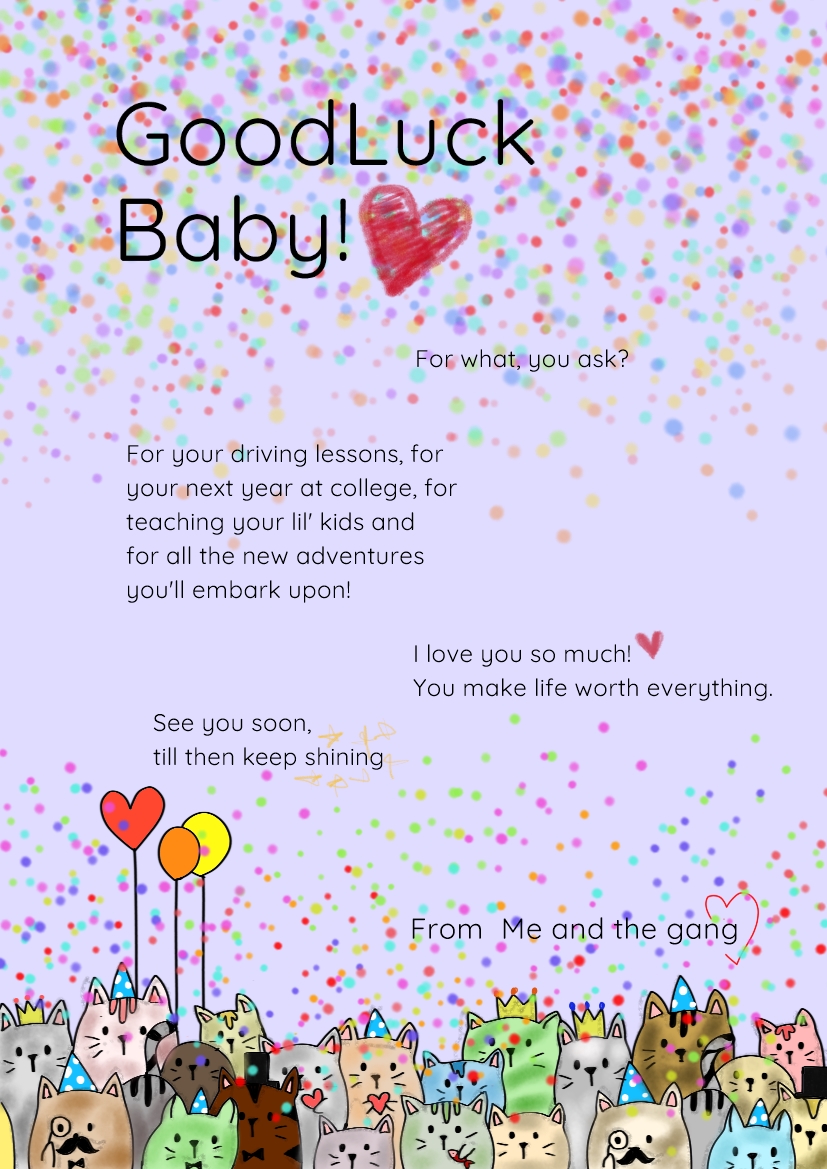 GoodLuck
Baby!
For what, you ask?
For your driving lessons, for
your next year at college, for
teaching your lil' kids and
for all the new adventures
you'll embark upon!
I love you so much!
You make life worth everything.
See you soon,
till then keep shining
From  Me and the gang